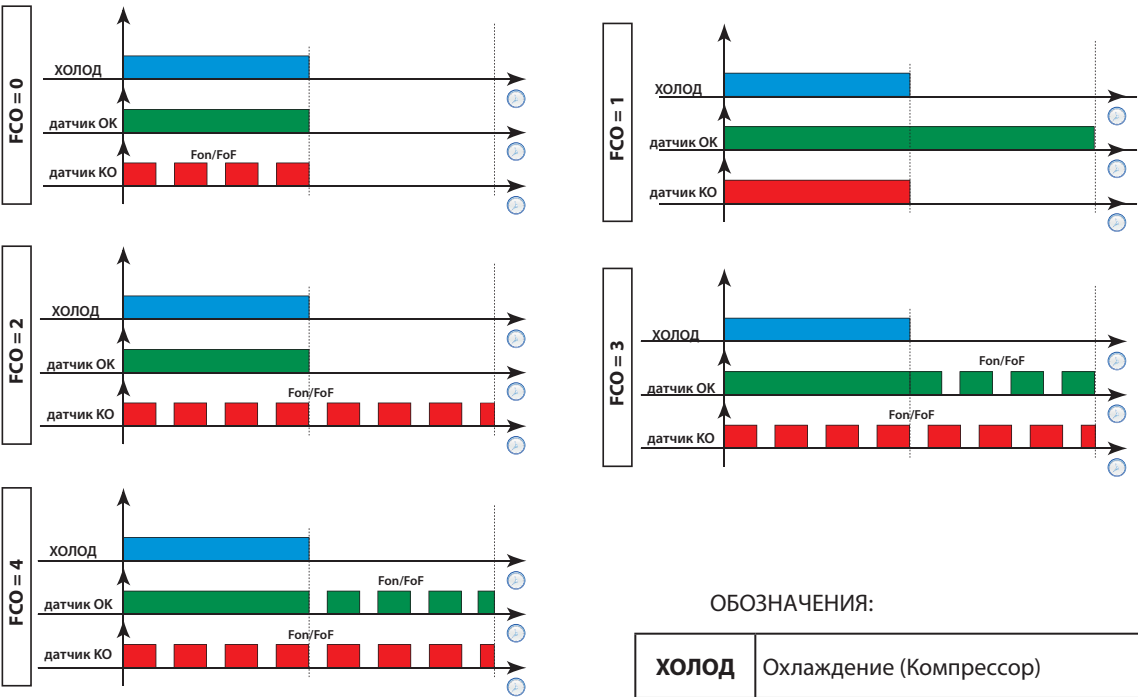 FCO = 0
ХОЛОД
датчик ОК
Fon/FoF
датчик КО
FCO = 1
ХОЛОД
датчик ОК
датчик КО
FCO = 2
ХОЛОД
датчик ОК
Fon/FoF
датчик КО
FCO = 3
ХОЛОД
Fon/FoF
датчик ОК
Fon/FoF
датчик КО
FCO = 4
ХОЛОД
Fon/FoF
датчик ОК
Fon/FoF
датчик КО
ОБОЗНАЧЕНИЯ:
ХОЛОД Охлаждение (Компрессор)